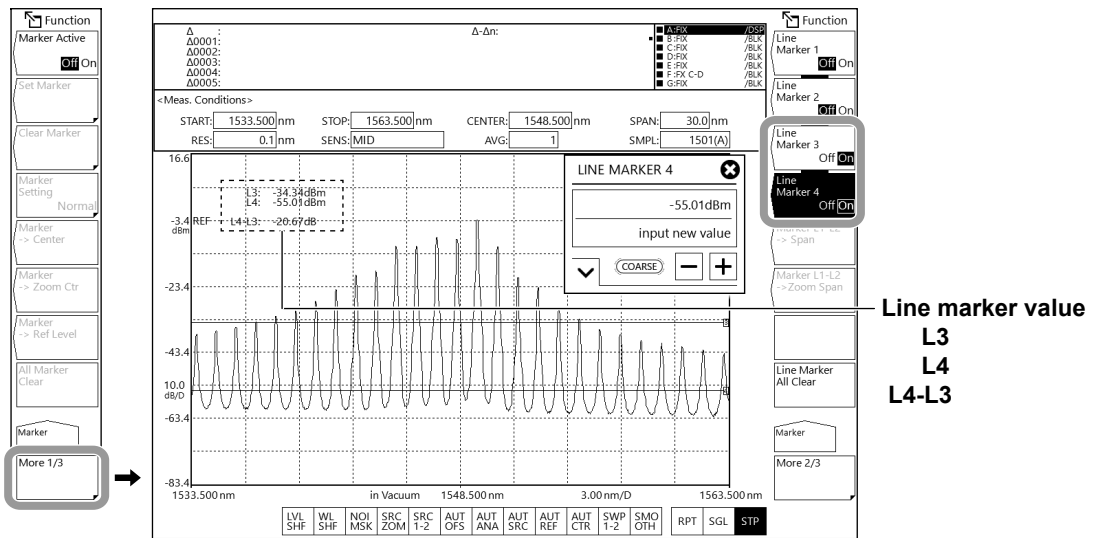 Function
Marker Active
Off On
Set Marker
Clear Marker
Marker
Setting
Normal
Marker
-> Center
Marker
-> Zoom Ctr
Marker
-> Ref Level
All Marker
Clear
Marker
More 1/3
Δ :
Δ0001:
Δ0002:
Δ0003:
Δ0004:
Δ0005:
Δ-Δn:
A:FIX /DSP
B:FIX /BLK
C:FIX /BLK
D:FIX /BLK
E:FIX /BLK
F:FX C-D /BLK
G:FIX /BLK
<Meas. Conditions>
START: 1533.500 nm STOP: 1563.500 nm CENTER: 1548.500 nm SPAN: 30.0 nm
RES: 0.1 nm SENS: MID AVG: 1 SMPL: 1501(A)
16.6
L3: -34.34dBm
L4: -55.01dBm
-3.4 REF L4-L3: -20.67dB
dBm
-23.4
-43.4
10.0
dB/D
-63.4
-83.4
LINE MARKER 4
-55.01dBm
input new value
COARSE
3
4
1533.500 nm in Vacuum 1548.500 nm 3.00 nm/D 1563.500 nm
LVL SHF WL SHF NOI MSK SRC ZOM SRC 1-2 AUT OFS AUT ANA AUT SRC AUT REF AUT CTR SWP 1-2 SMO OTH RPT SGL STP
Function
Line
Marker 1
Off On
Line
Marker 2
Off On
Line
Marker 3
Off On
Line
Marker 4
Off On
Marker L1-L2
-> Span
Marker L1-L2
->Zoom Span
Line Marker
All Clear
Marker
More 2/3
Line marker value
L3
L4
L4-L3